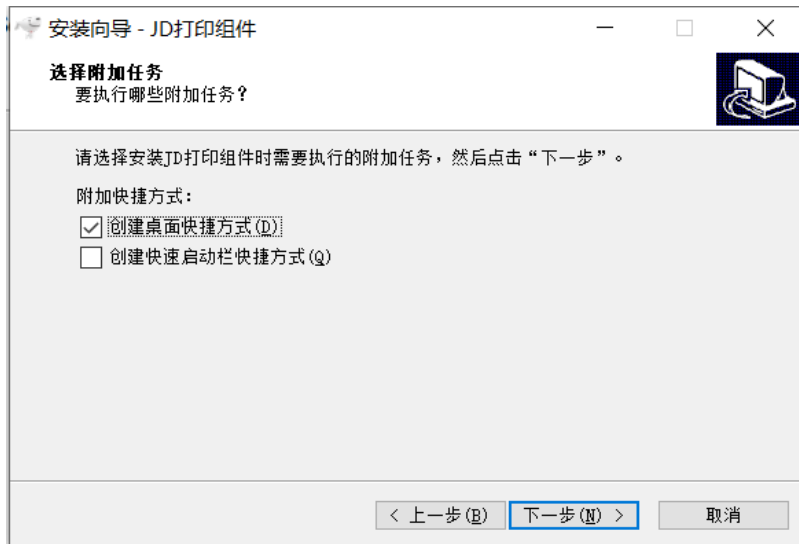 安装向导 - JD打印组件
选择附加任务
要执行哪些附加任务？
请选择安装JD打印组件时需要执行的附加任务，然后点击“下一步”。
附加快捷方式：
创建桌面快捷方式(D)
创建快速启动栏快捷方式(Q)
< 上一步(B) 下一步(N) > 取消